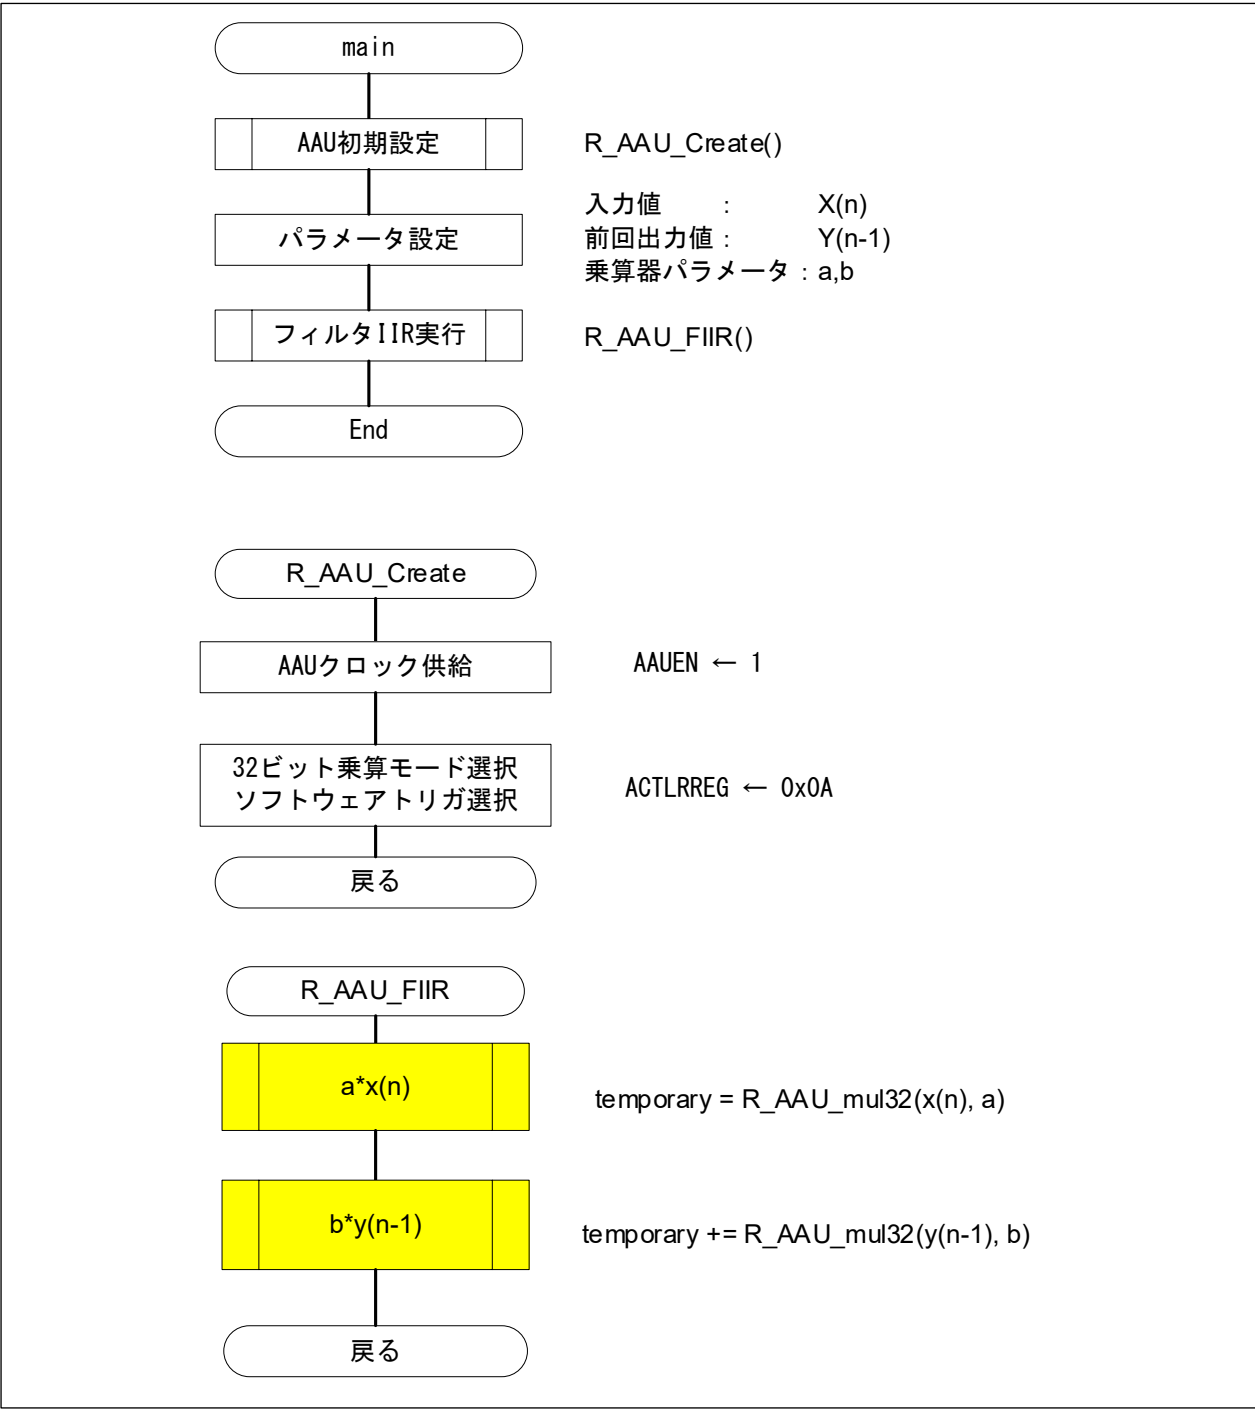 main
AAU初期設定
R_AAU_Create()
入力値 : X(n)
パラメータ設定
前回出力値 : Y(n-1)
乗算器パラメータ : a,b
フィルタIIR実行
R_AAU_FIIR()
End
R_AAU_Create
AAUクロック供給
AAUEN ← 1
32ビット乗算モード選択
ソフトウェアトリガ選択
ACTLRREG ← 0x0A
戻る
R_AAU_FIIR
a*x(n)
temporary = R_AAU_mul32(x(n), a)
b*y(n-1)
temporary += R_AAU_mul32(y(n-1), b)
戻る